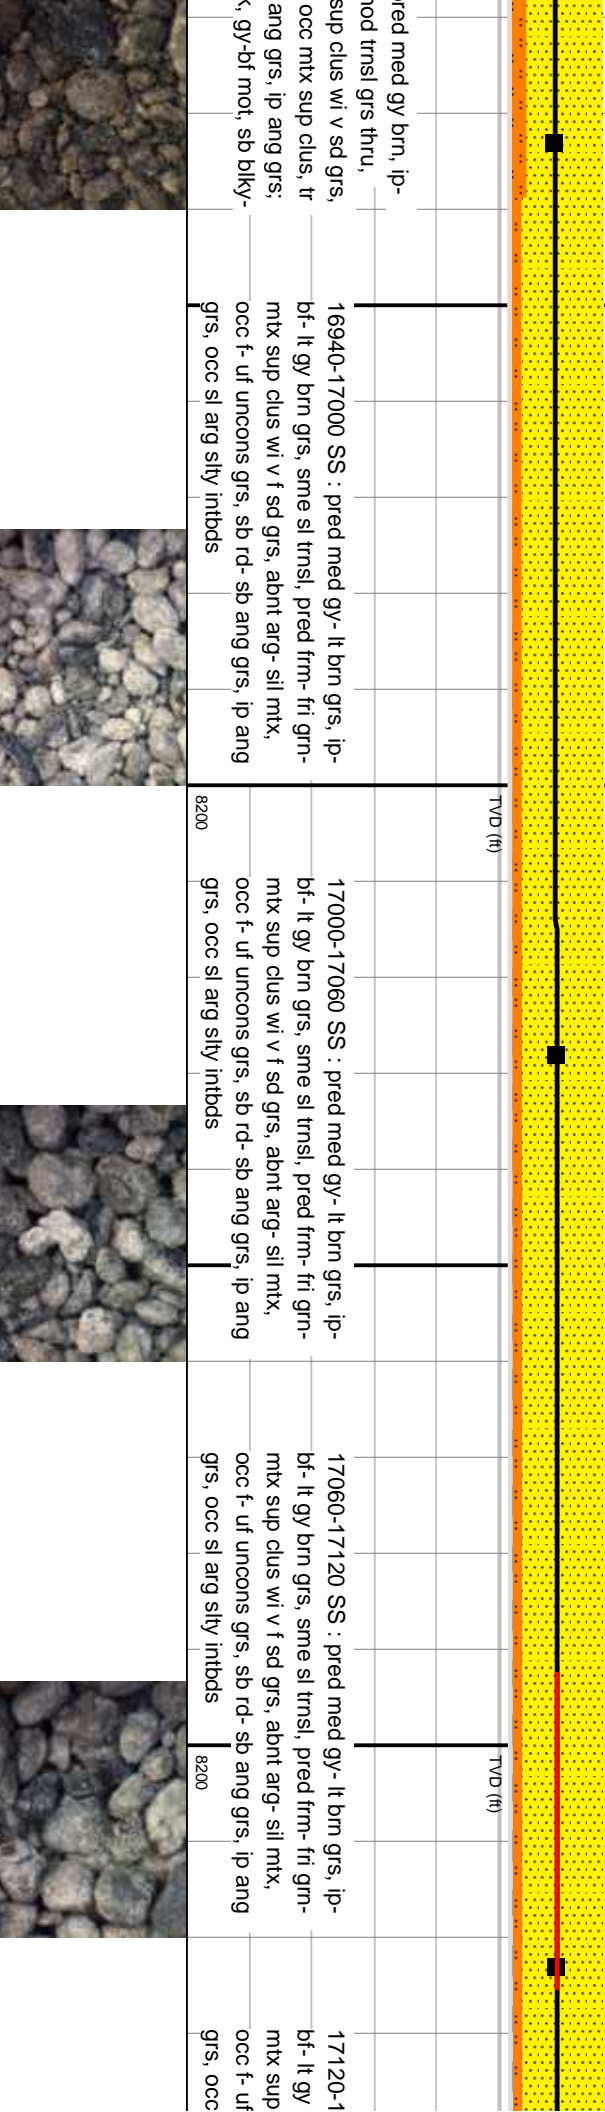 red med gy brn, ip-
mod trnsl grs thru,
sup clus wi v sd grs,
occ mtx sup clus, tr
ang grs, ip ang grs;
, gy-bf mot, sb blky-
16940-17000 SS : pred med gy- lt brn grs, ip-
bf- lt gy brn grs, sme sl trnsl, pred frm- fri grn-
mtx sup clus wi v f sd grs, abnt arg- sil mtx,
occ f- uf uncons grs, sb rd- sb ang grs, ip ang
grs, occ sl arg slty intbds
TVD (ft)
8200
17000-17060 SS : pred med gy- lt brn grs, ip-
bf- lt gy brn grs, sme sl trnsl, pred frm- fri grn-
mtx sup clus wi v f sd grs, abnt arg- sil mtx,
occ f- uf uncons grs, sb rd- sb ang grs, ip ang
grs, occ sl arg slty intbds
17060-17120 SS : pred med gy- lt brn grs, ip-
bf- lt gy brn grs, sme sl trnsl, pred frm- fri grn-
mtx sup clus wi v f sd grs, abnt arg- sil mtx,
occ f- uf uncons grs, sb rd- sb ang grs, ip ang
grs, occ sl arg slty intbds
TVD (ft)
8200
17120-1
bf- lt gy
mtx sup
occ f- uf
grs, occ